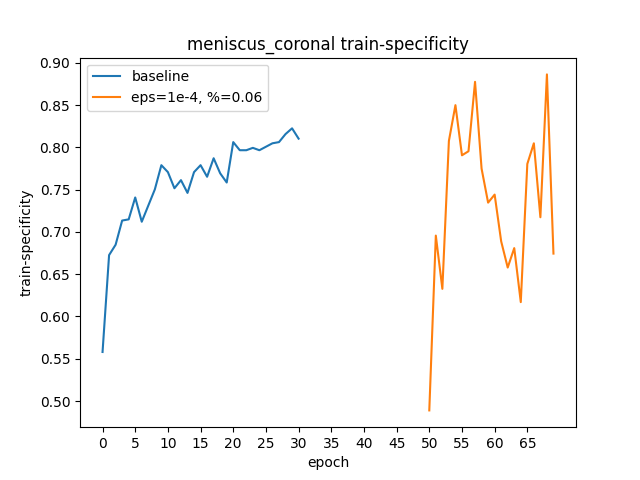 meniscus_coronal train-specificity
baseline
eps=1e-4, %=0.06
train-specificity
0.90
0.85
0.80
0.75
0.70
0.65
0.60
0.55
0.50
0 5 10 15 20 25 30 35 40 45 50 55 60 65
epoch